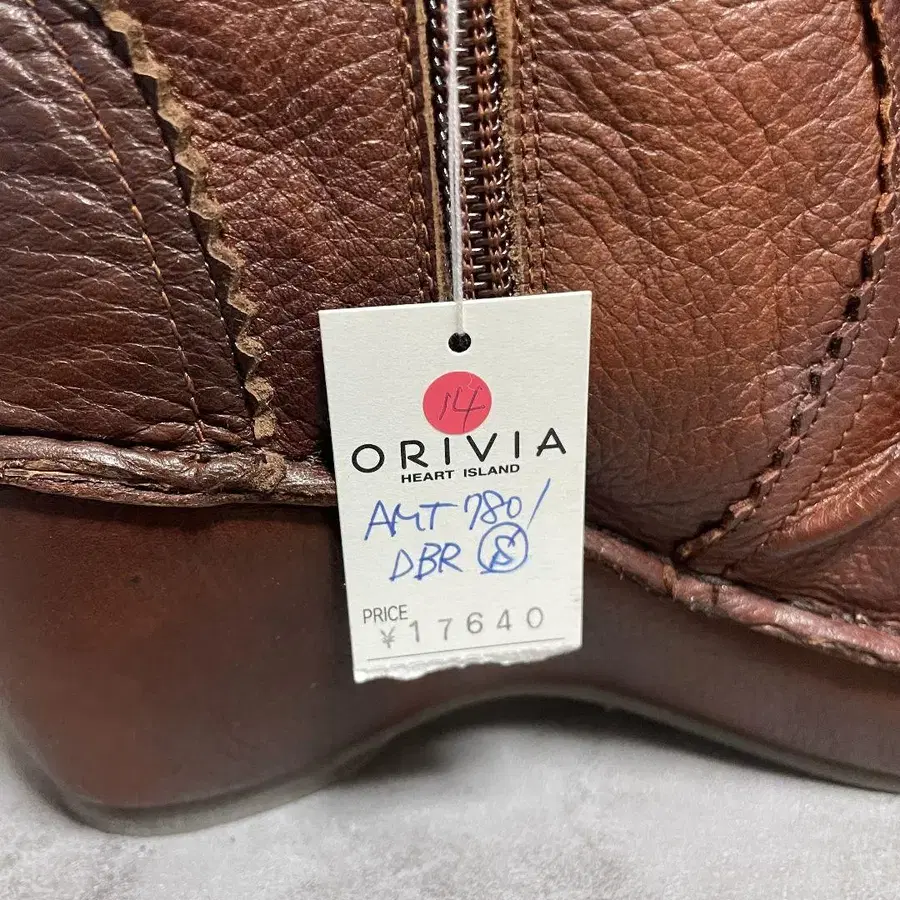 14
ORIVIA
HEART ISLAND
AMT 780/
DBR Ⓢ
PRICE
¥17640